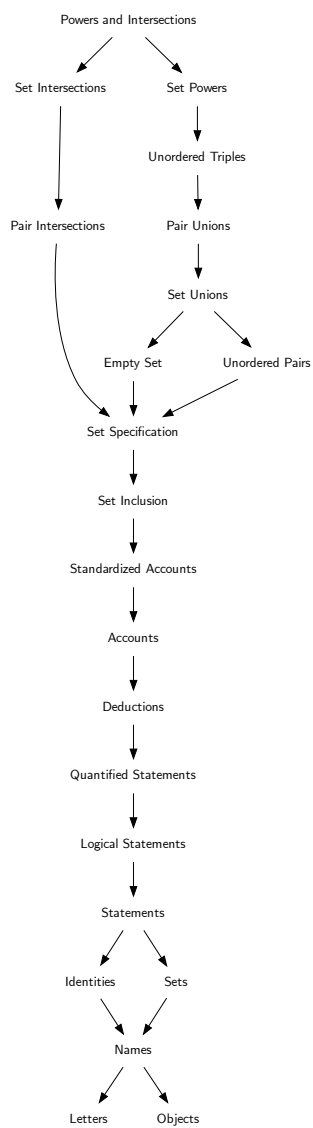 Powers and Intersections
Set Intersections
Set Powers
Unordered Triples
Pair Intersections
Pair Unions
Set Unions
Empty Set
Unordered Pairs
Set Specification
Set Inclusion
Standardized Accounts
Accounts
Deductions
Quantified Statements
Logical Statements
Statements
Identities
Sets
Names
Letters
Objects